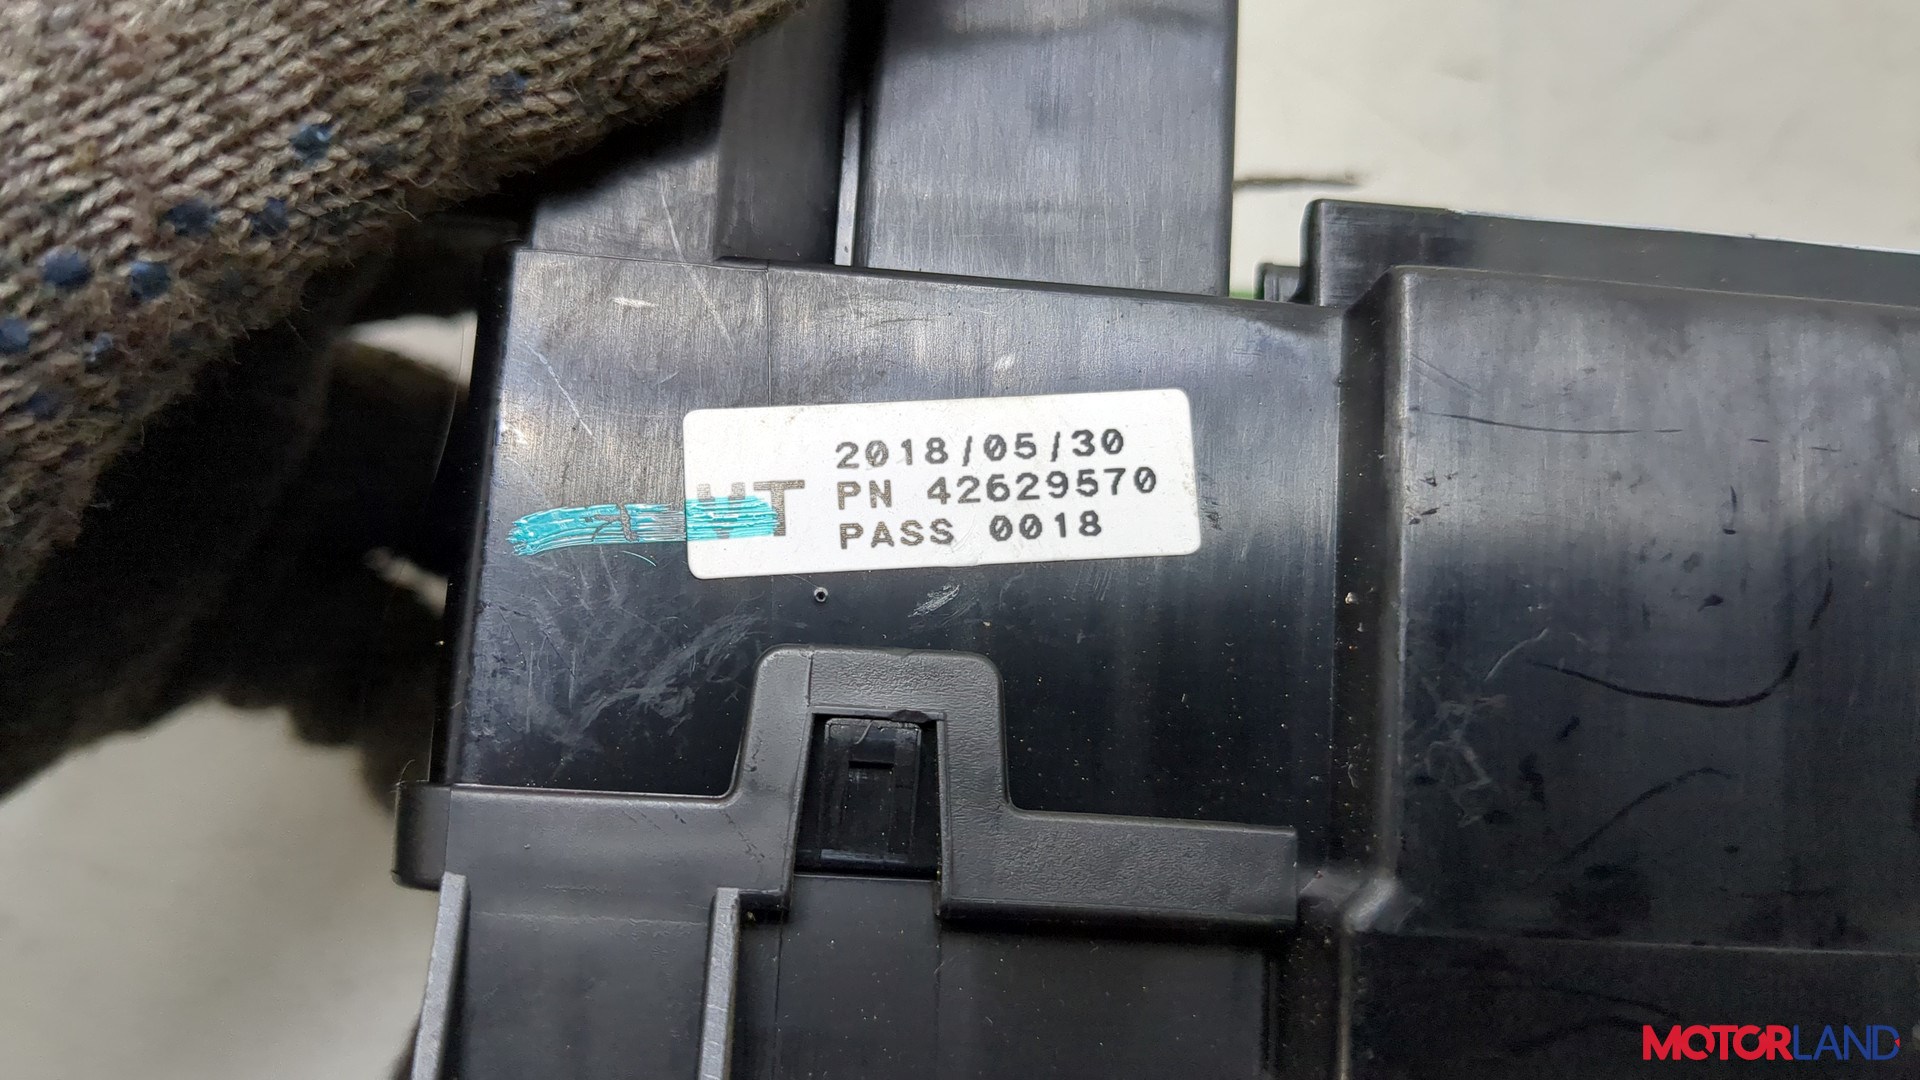 2018/05/30
PN 42629570
PASS 0018
MOTORLAND